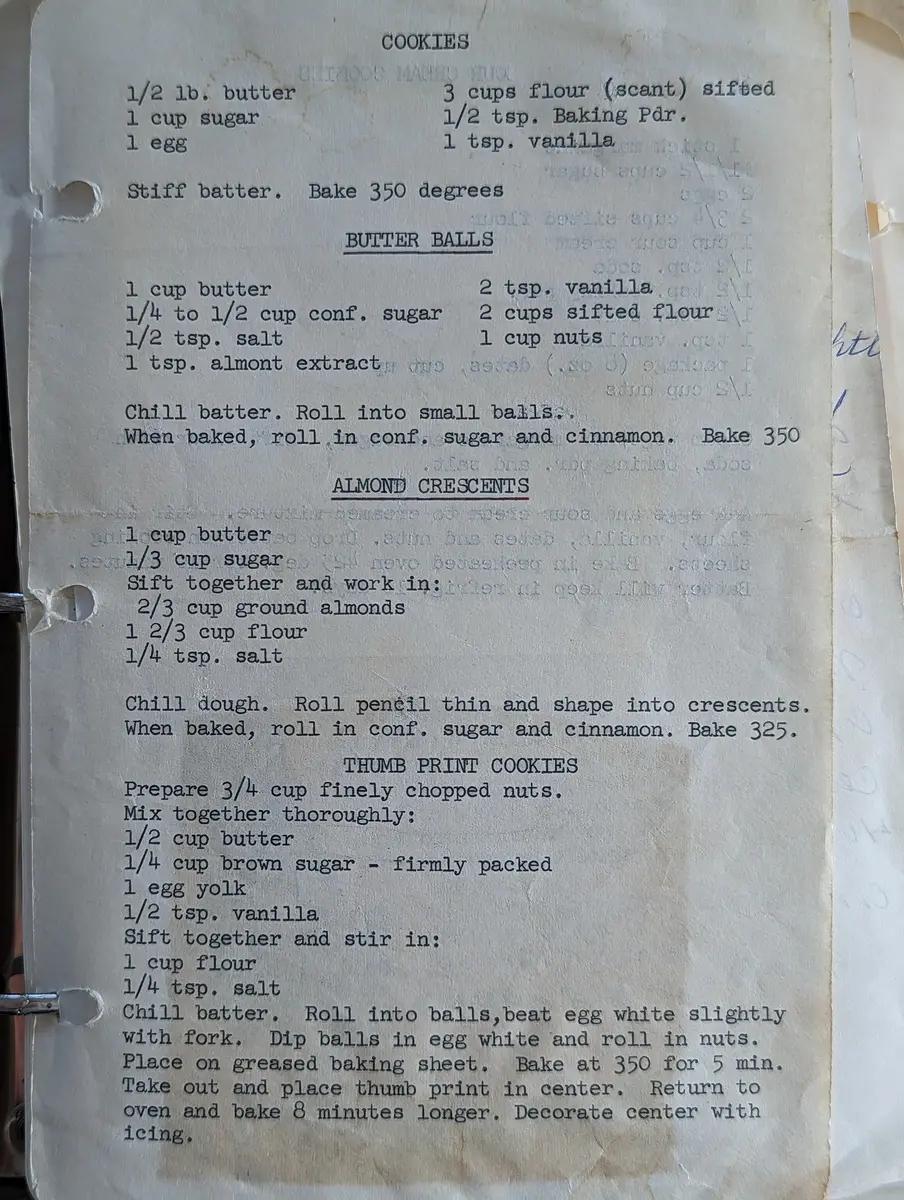 COOKIES
1/2 lb. butter 3 cups flour (scant) sifted
1 cup sugar 1/2 tsp. Baking Pdr.
1 egg 1 tsp. vanilla
Stiff batter. Bake 350 degrees
BUTTER BALLS
1 cup butter 2 tsp. vanilla
1/4 to 1/2 cup conf. sugar 2 cups sifted flour
1/2 tsp. salt 1 cup nuts
1 tsp. almont extract
Chill batter. Roll into small balls..
When baked, roll in conf. sugar and cinnamon. Bake 350
ALMOND CRESCENTS
1 cup butter
1/3 cup sugar
Sift together and work in:
2/3 cup ground almonds
1 2/3 cup flour
1/4 tsp. salt
Chill dough. Roll pencil thin and shape into crescents.
When baked, roll in conf. sugar and cinnamon. Bake 325.
THUMB PRINT COOKIES
Prepare 3/4 cup finely chopped nuts.
Mix together thoroughly:
1/2 cup butter
1/4 cup brown sugar - firmly packed
1 egg yolk
1/2 tsp. vanilla
Sift together and stir in:
1 cup flour
1/4 tsp. salt
Chill batter. Roll into balls,beat egg white slightly
with fork. Dip balls in egg white and roll in nuts.
Place on greased baking sheet. Bake at 350 for 5 min.
Take out and place thumb print in center. Return to
oven and bake 8 minutes longer. Decorate center with
icing.